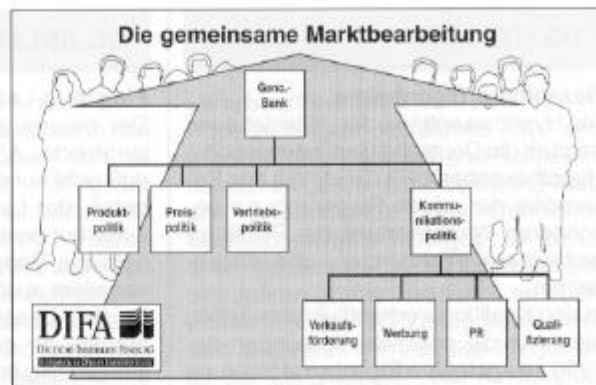 Die gemeinsame Marktbearbeitung
Geno.-
Bank
Produkt-
politik
Preis-
politik
Vertriebs-
politik
Kommu-
nikations-
politik
Verkaufs-
förderung
Werbung
PR
Quali-
fizierung
DIFA